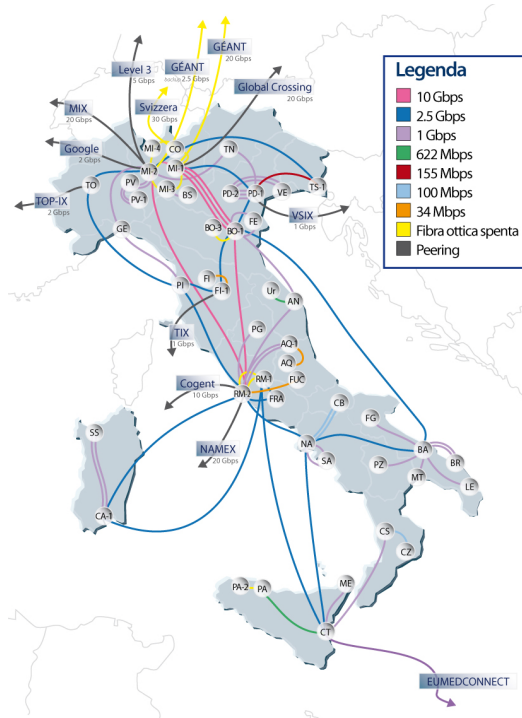 GÉANT
20 Gbps
Level 3
5 Gbps
GÉANT
2.5 Gbps
Global Crossing
20 Gbps
MIX
20 Gbps
Svizzera
30 Gbps
Google
2 Gbps
TOP-IX
2 Gbps
VSIX
1 Gbps
TIX
1 Gbps
Cogent
10 Gbps
NAMEX
20 Gbps
EUMEDCONNECT
MI-4
CO
MI-2
MI-1
TN
TO
PV
PV-1
MI-3
BS
PD-2
PD-1
VE
TS-1
GE
BO-3
BO-1
FE
PI
FI
FI-1
Ur
AN
PG
AQ-1
AQ
RM-1
FUC
RM-2
FRA
CB
FG
SS
NA
SA
BA
PZ
BR
MT
LE
CA-1
CS
CZ
PA-2
PA
ME
CT
Legenda
10 Gbps
2.5 Gbps
1 Gbps
622 Mbps
155 Mbps
100 Mbps
34 Mbps
Fibra ottica spenta
Peering